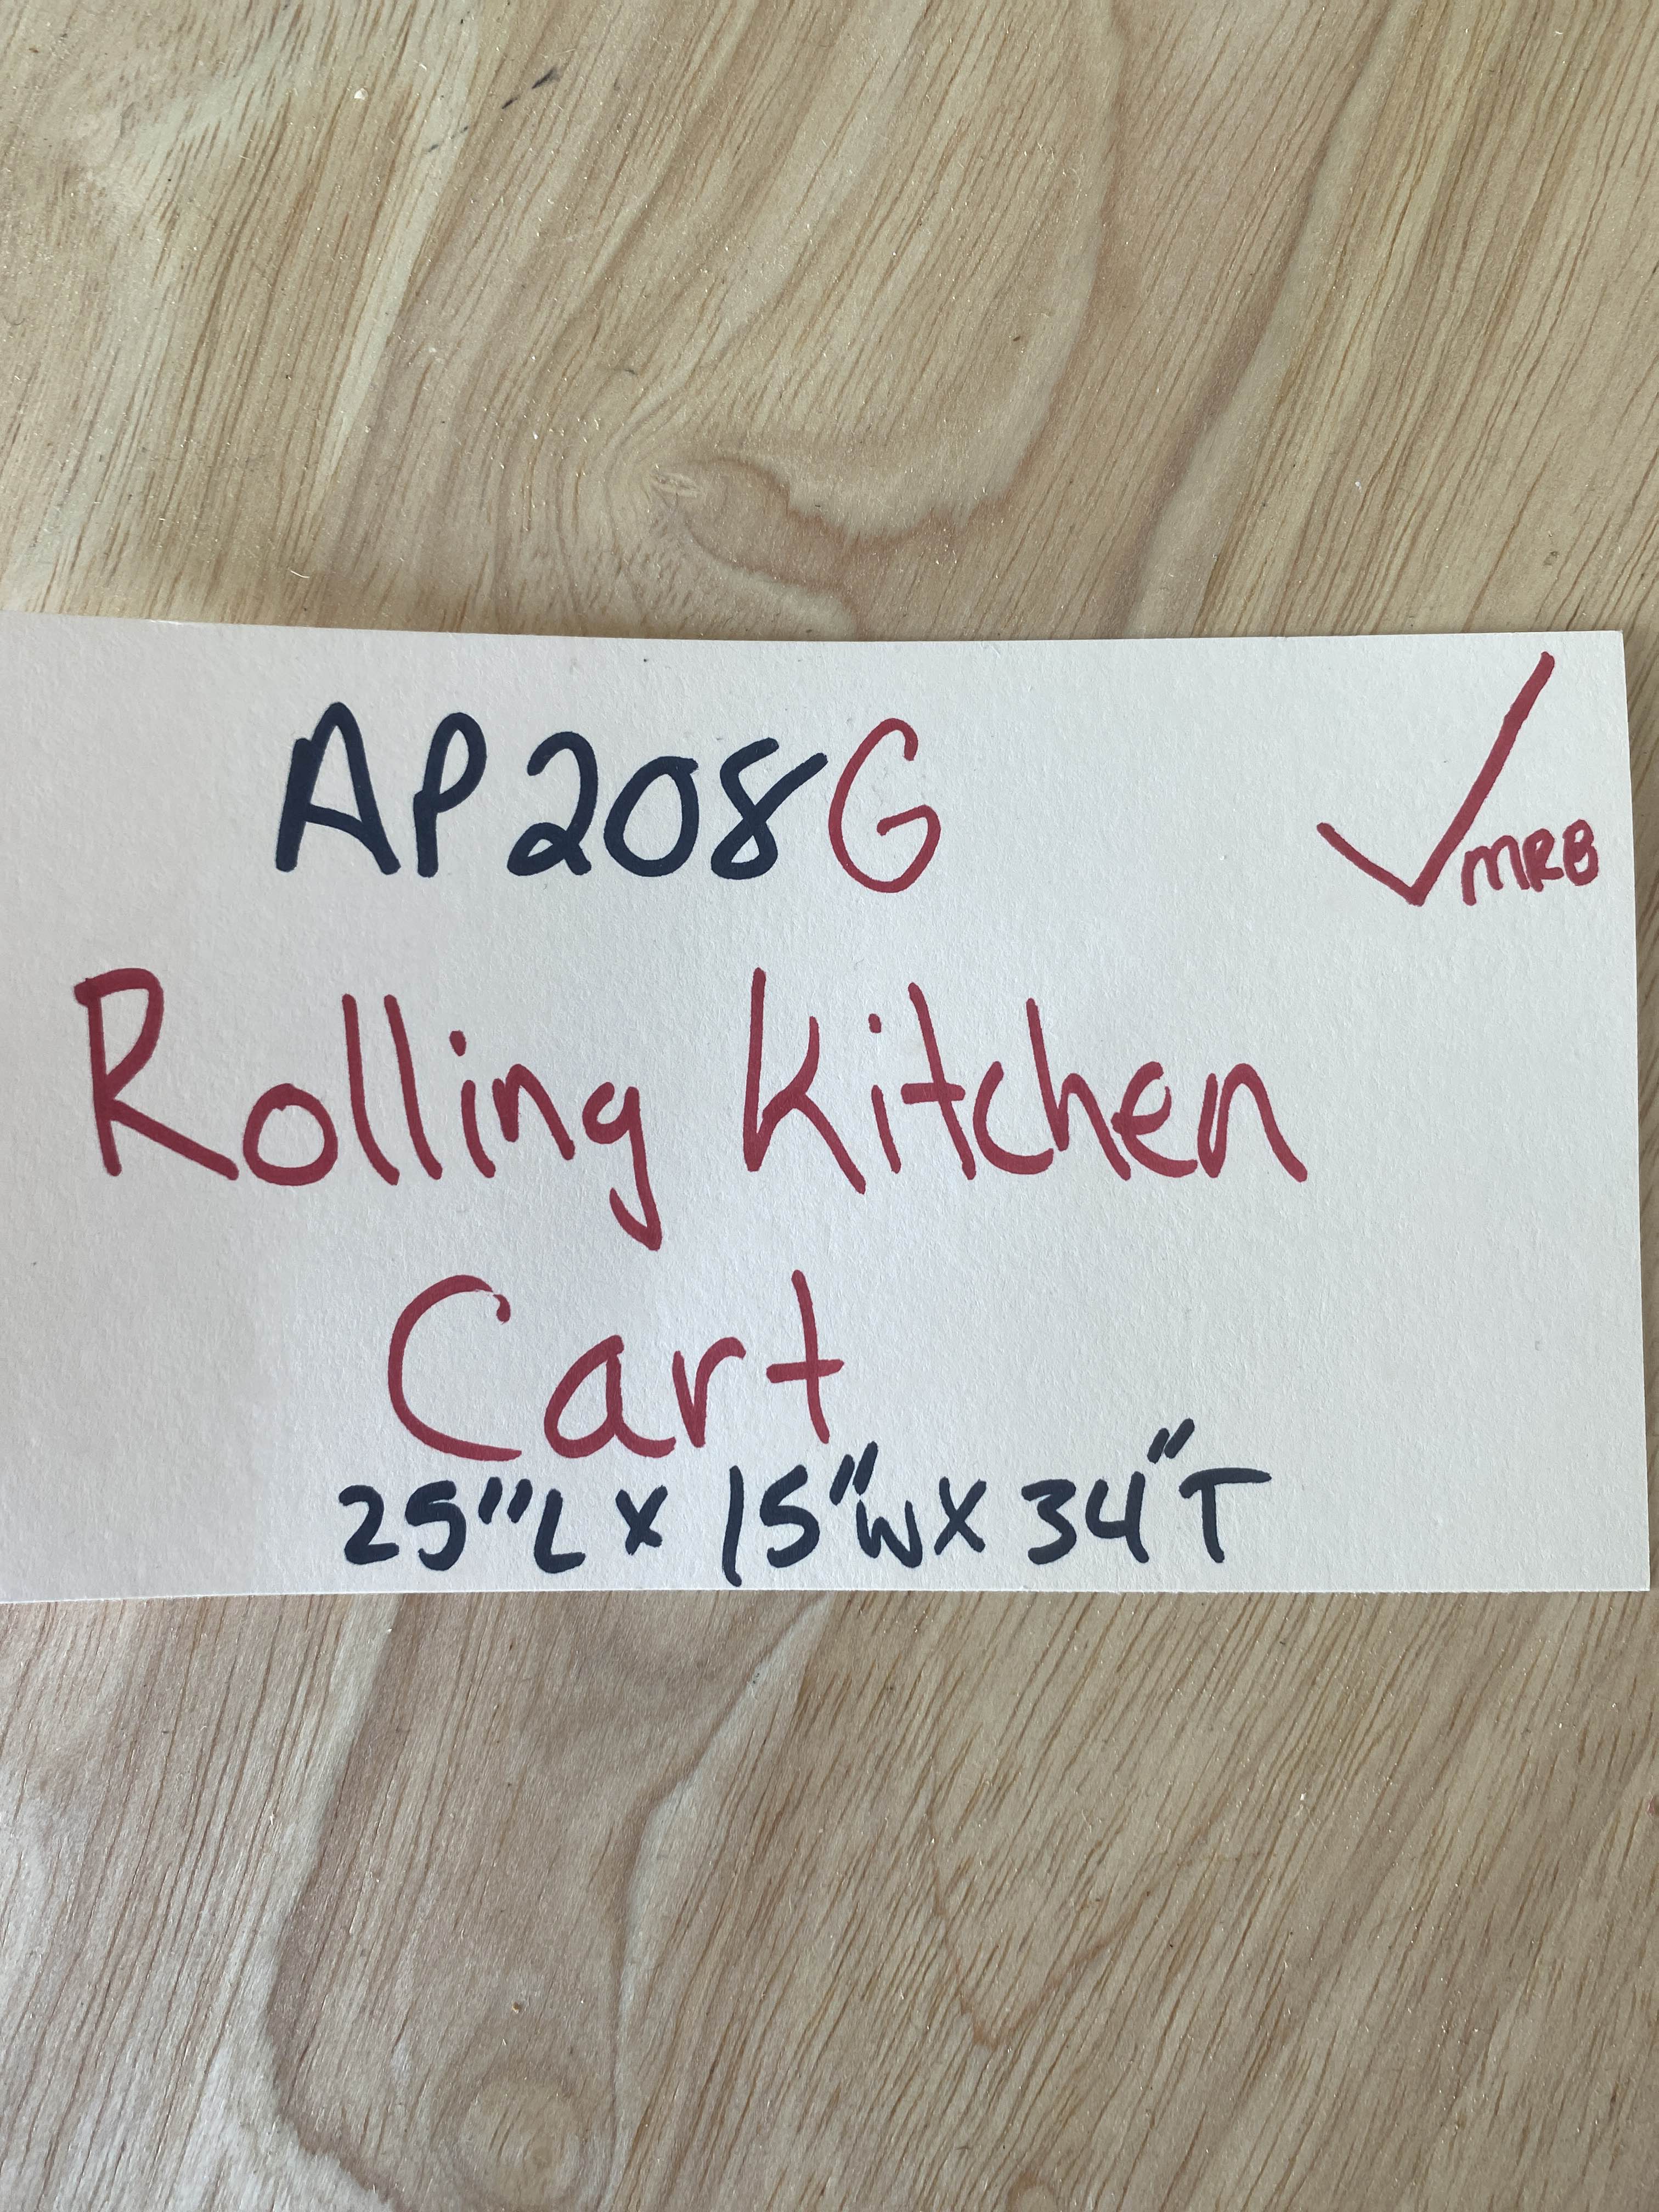 AP208G
✓MRB
Rolling Kitchen
Cart
25"L x 15"W X 34"T